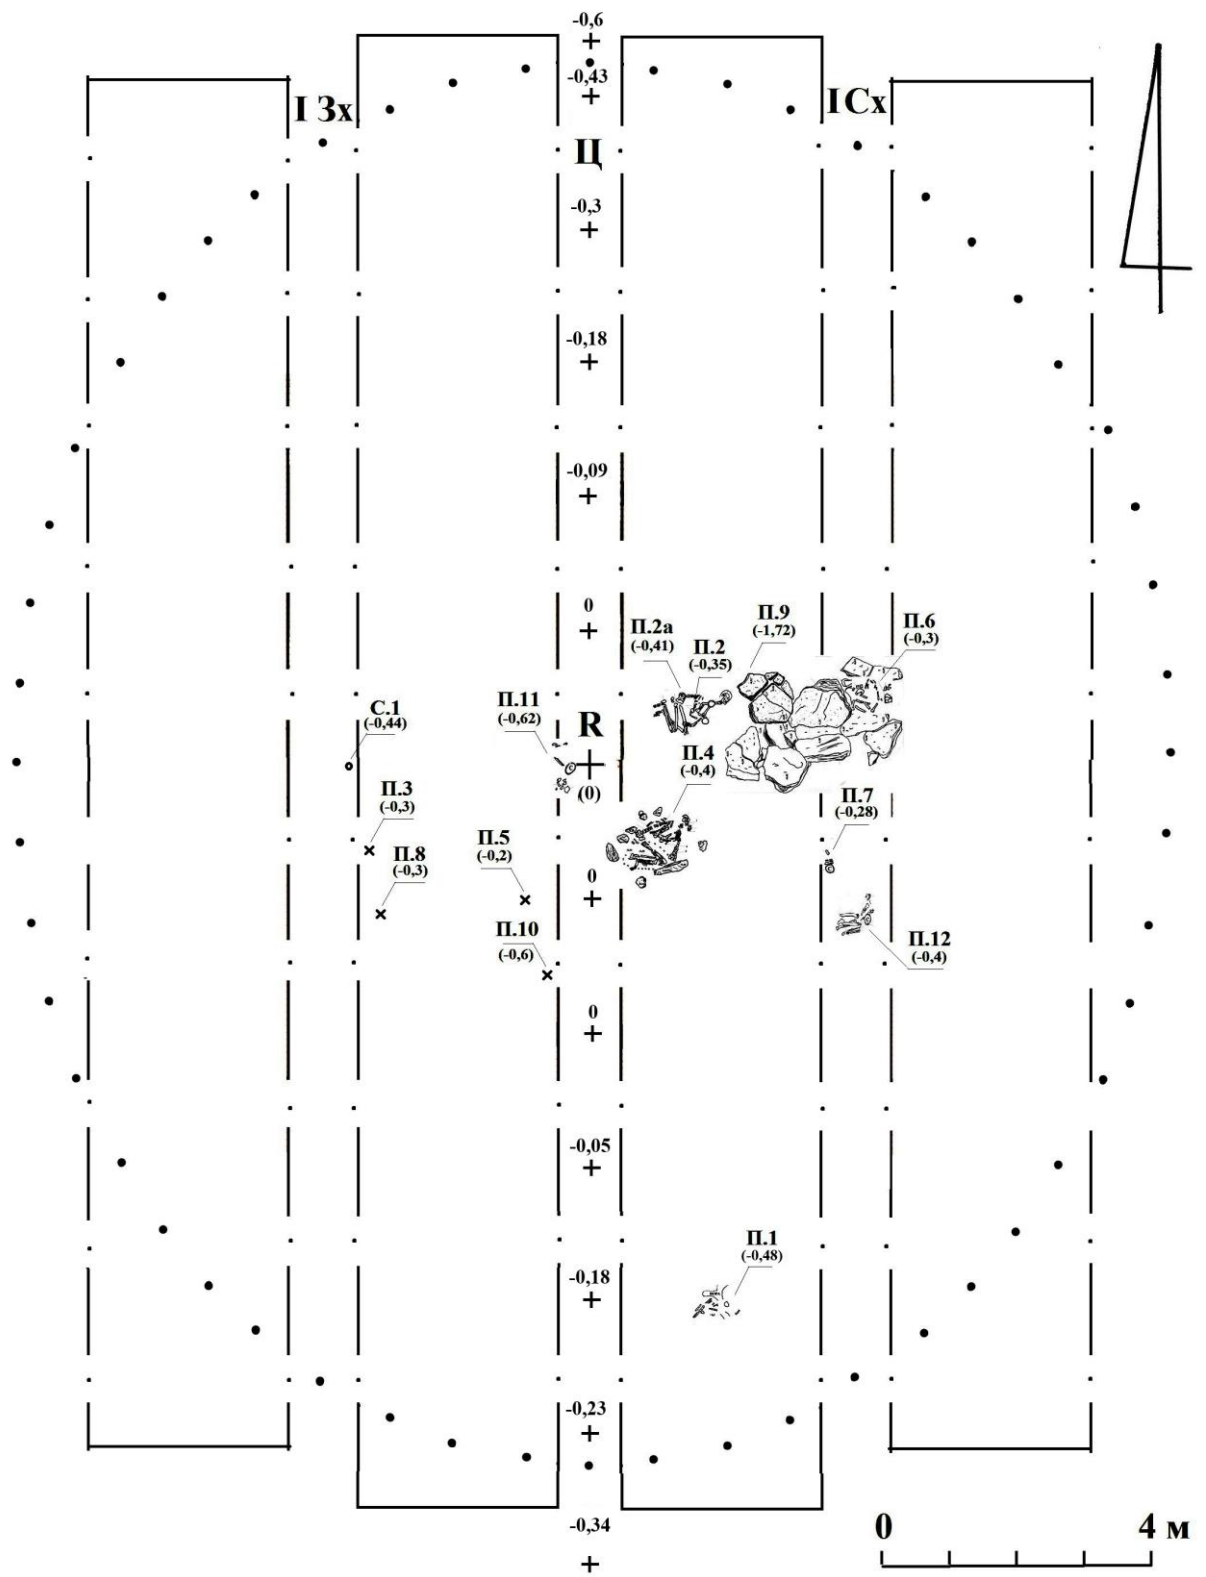 -0,6
-0,43
I Зх
I Сх
Ц
-0,3
-0,18
-0,09
0
П.2а
(-0,41)
П.2
(-0,35)
П.9
(-1,72)
П.6
(-0,3)
С.1
(-0,44)
П.11
(-0,62)
R
(0)
П.4
(-0,4)
П.3
(-0,3)
П.8
(-0,3)
П.5
(-0,2)
П.7
(-0,28)
0
П.10
(-0,6)
П.12
(-0,4)
0
-0,05
П.1
(-0,48)
-0,18
-0,23
-0,34
0 4 м